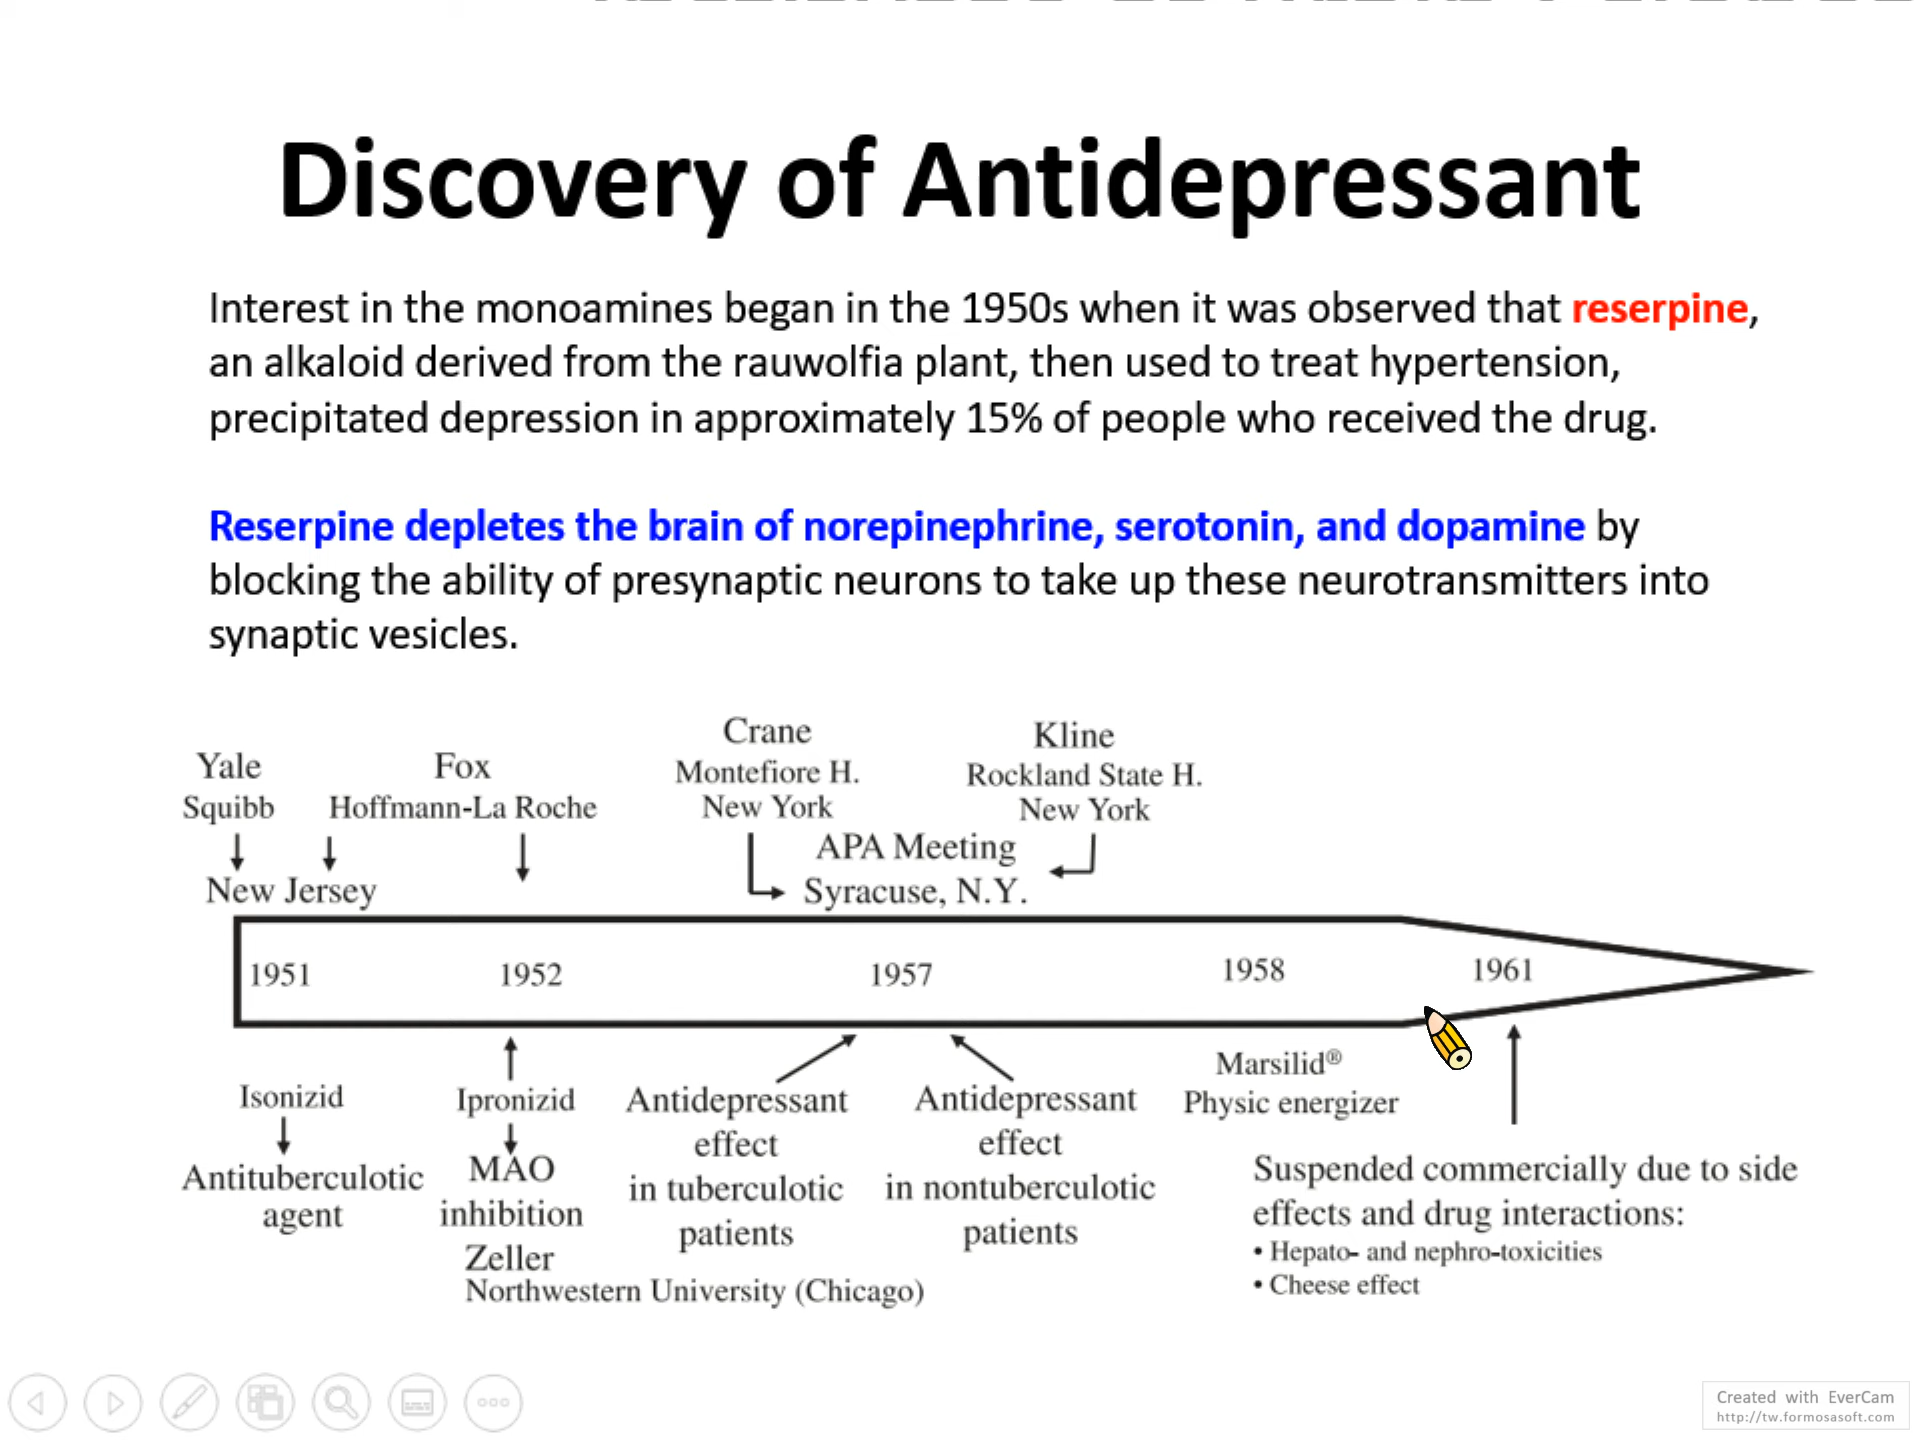 Discovery of Antidepressant
Interest in the monoamines began in the 1950s when it was observed that reserpine,
an alkaloid derived from the rauwolfia plant, then used to treat hypertension,
precipitated depression in approximately 15% of people who received the drug.
Reserpine depletes the brain of norepinephrine, serotonin, and dopamine by
blocking the ability of presynaptic neurons to take up these neurotransmitters into
synaptic vesicles.
Yale
Squibb
Fox
Hoffmann-La Roche
New Jersey
Crane
Montefiore H.
New York
Kline
Rockland State H.
New York
APA Meeting
Syracuse, N.Y.
1951
1952
1957
1958
1961
Isonizid
Antituberculotic
agent
Ipronizid
MAO
inhibition
Zeller
Northwestern University (Chicago)
Antidepressant
effect
in tuberculotic
patients
Antidepressant
effect
in nontuberculotic
patients
Marsilid®
Physic energizer
Suspended commercially due to side
effects and drug interactions:
• Hepato- and nephro-toxicities
• Cheese effect
Created with EverCam
http://tw.formosasoft.com